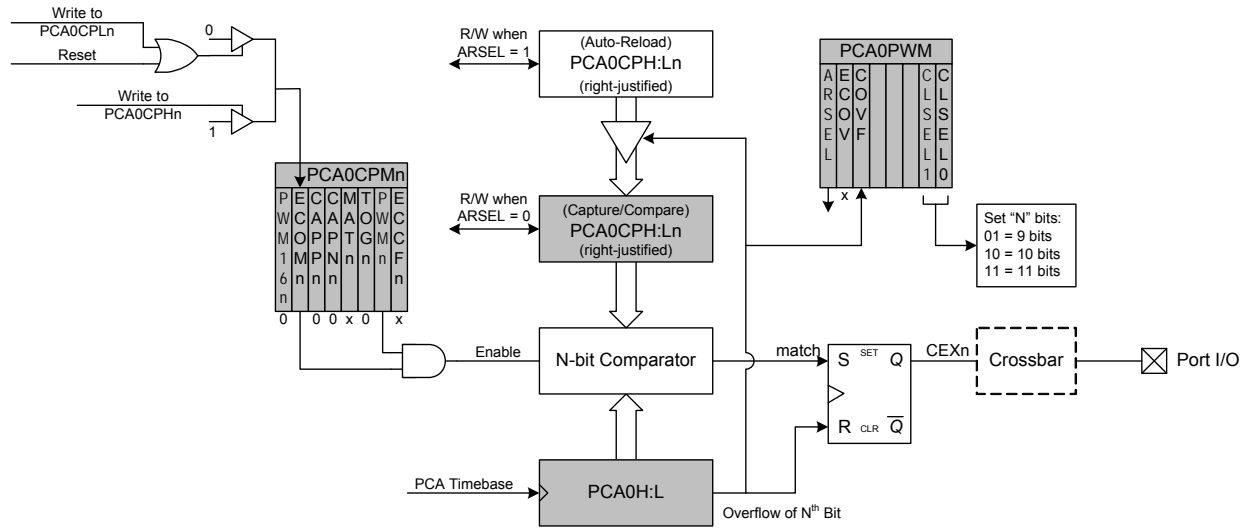 Write to
PCA0CPLn
Reset
0
Write to
PCA0CPHn
1
R/W when
ARSEL = 1
(Auto-Reload)
PCA0CPH:Ln
(right-justified)
PCA0PWM
ARSEL
ECOV
COVF
CLSEL1
CLSEL0
x
Set “N” bits:
01 = 9 bits
10 = 10 bits
11 = 11 bits
PCA0CPMn
PWM16n
ECOMn
CAPPn
CAPNn
MATn
TOGn
PWMn
ECCFn
0 0 0 x 0 x
R/W when
ARSEL = 0
(Capture/Compare)
PCA0CPH:Ln
(right-justified)
Enable
N-bit Comparator
match
S SET Q
R CLR Q
CEXn
Crossbar
Port I/O
PCA Timebase
PCA0H:L
Overflow of Nth Bit